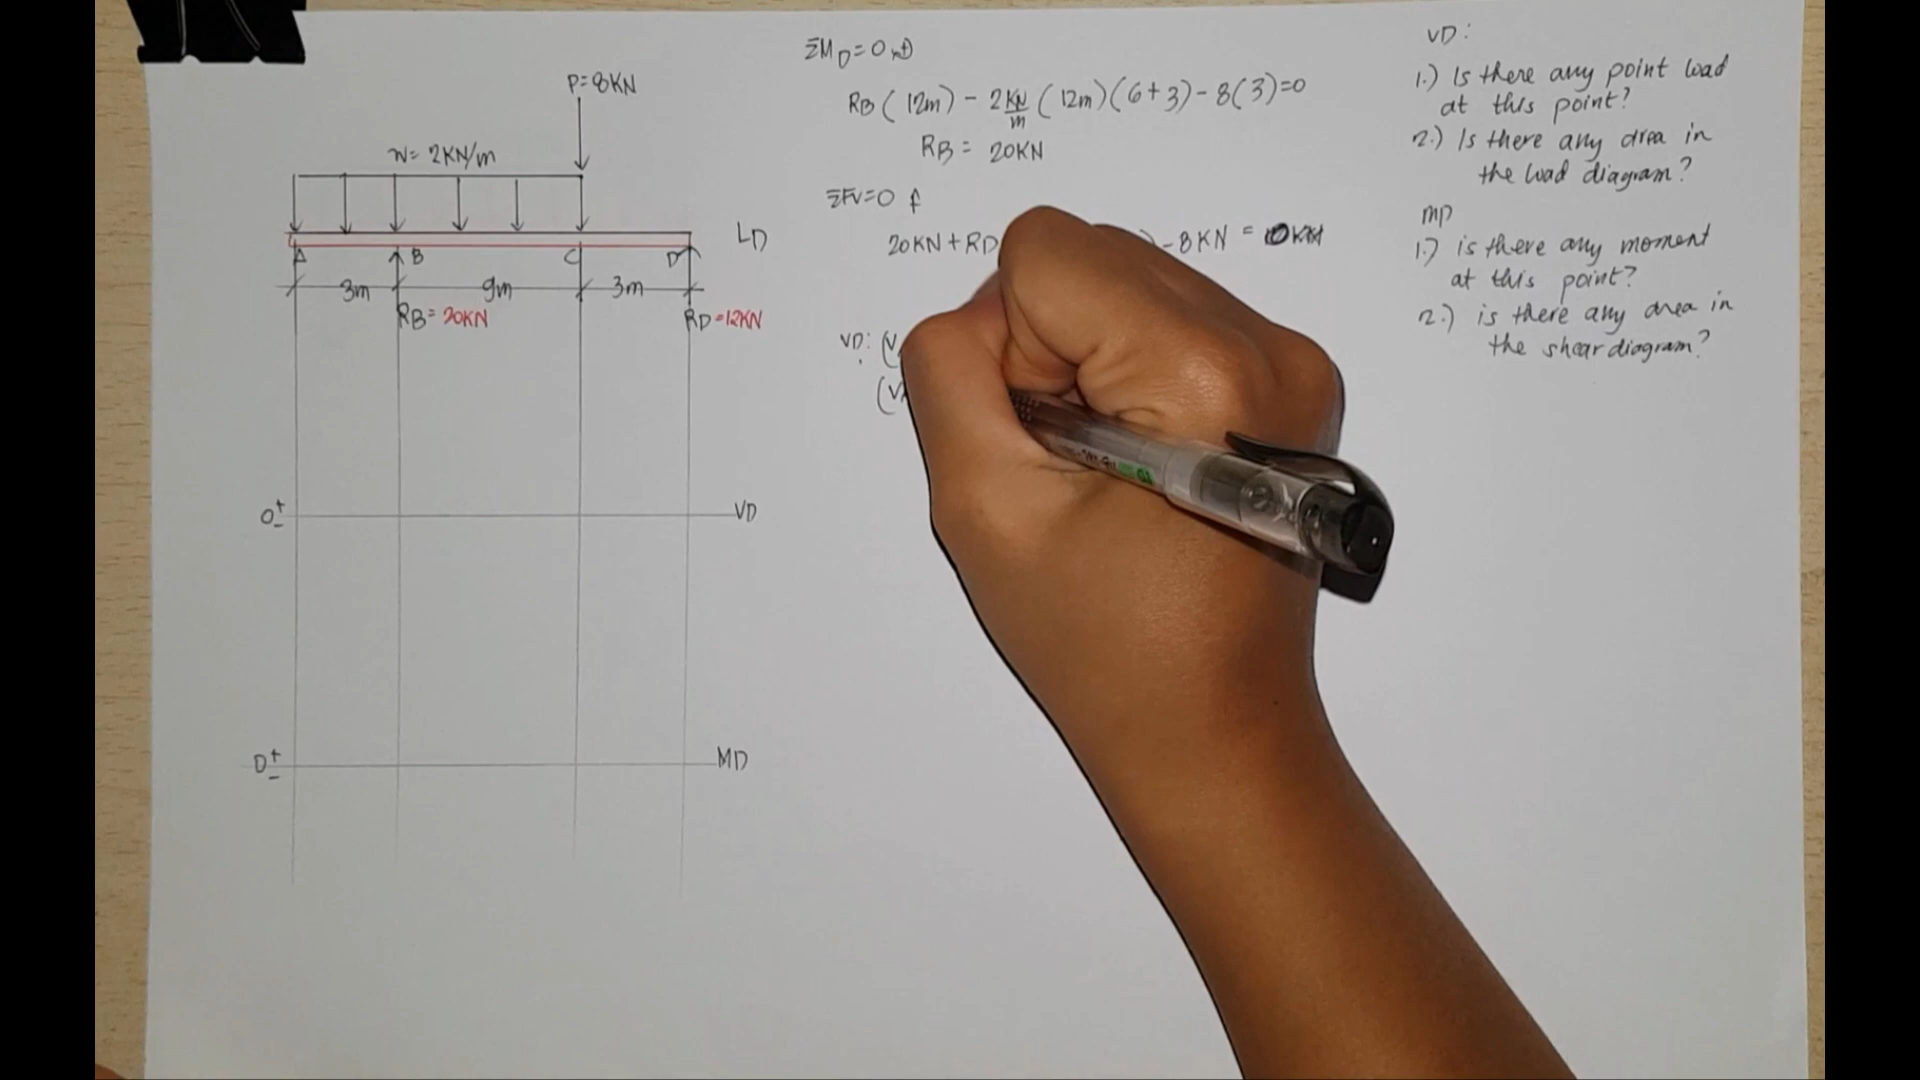 P=8KN
w=2KN/m
LD
A
B
C
D
3m
9m
3m
RB=20KN
RD=12KN
0+-
VD
0+-
MD
ΣMD=0
RB(12m) - 2KN/m (12m)(6+3) - 8(3)=0
RB= 20KN
ΣFV=0
20KN+RD
) -8KN =
VD: (V
(V
VD:
1.) Is there any point load
at this point?
2.) Is there any area in
the load diagram?
MD
1.) is there any moment
at this point?
2.) is there any area in
the shear diagram?